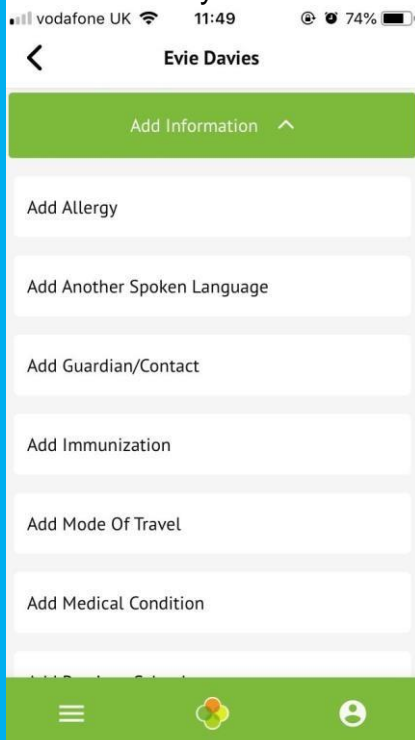 vodafone UK 11:49 74%
Evie Davies
Add Information
Add Allergy
Add Another Spoken Language
Add Guardian/Contact
Add Immunization
Add Mode Of Travel
Add Medical Condition